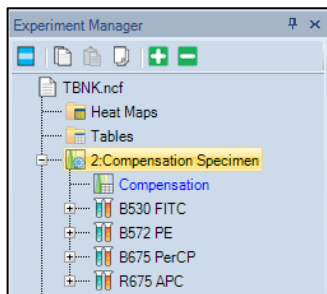 Experiment Manager
TBNK.ncf
Heat Maps
Tables
2:Compensation Specimen
Compensation
B530 FITC
B572 PE
B675 PerCP
R675 APC